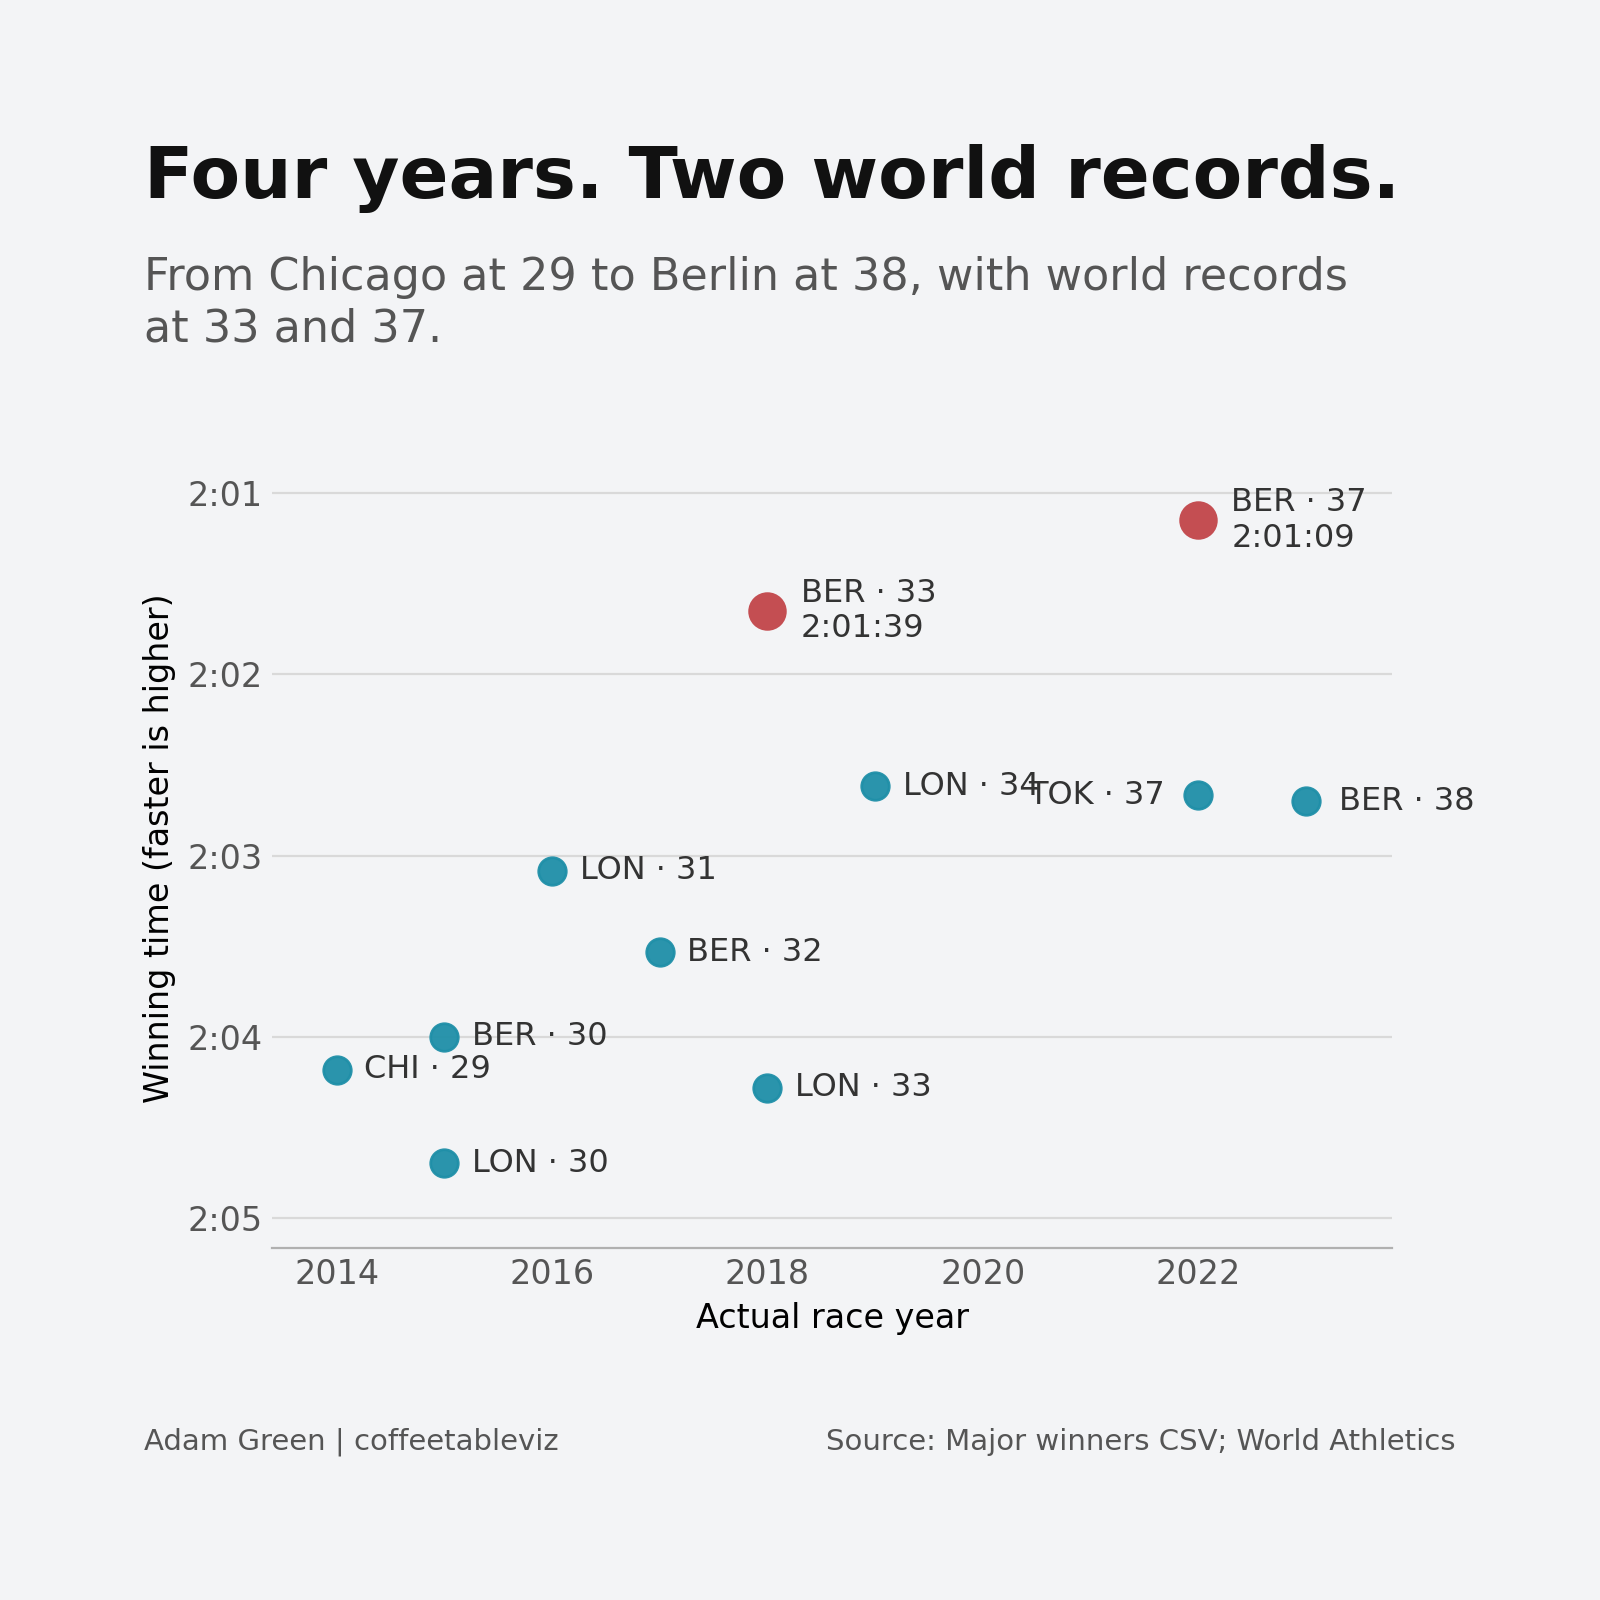 Four years. Two world records.
From Chicago at 29 to Berlin at 38, with world records
at 33 and 37.
Winning time (faster is higher)
2:01
BER · 37
2:01:09
BER · 33
2:01:39
2:02
LON · 34
TOK · 37
BER · 38
2:03
LON · 31
BER · 32
2:04
BER · 30
CHI · 29
LON · 33
LON · 30
2:05
2014 2016 2018 2020 2022
Actual race year
Adam Green | coffeetableviz
Source: Major winners CSV; World Athletics